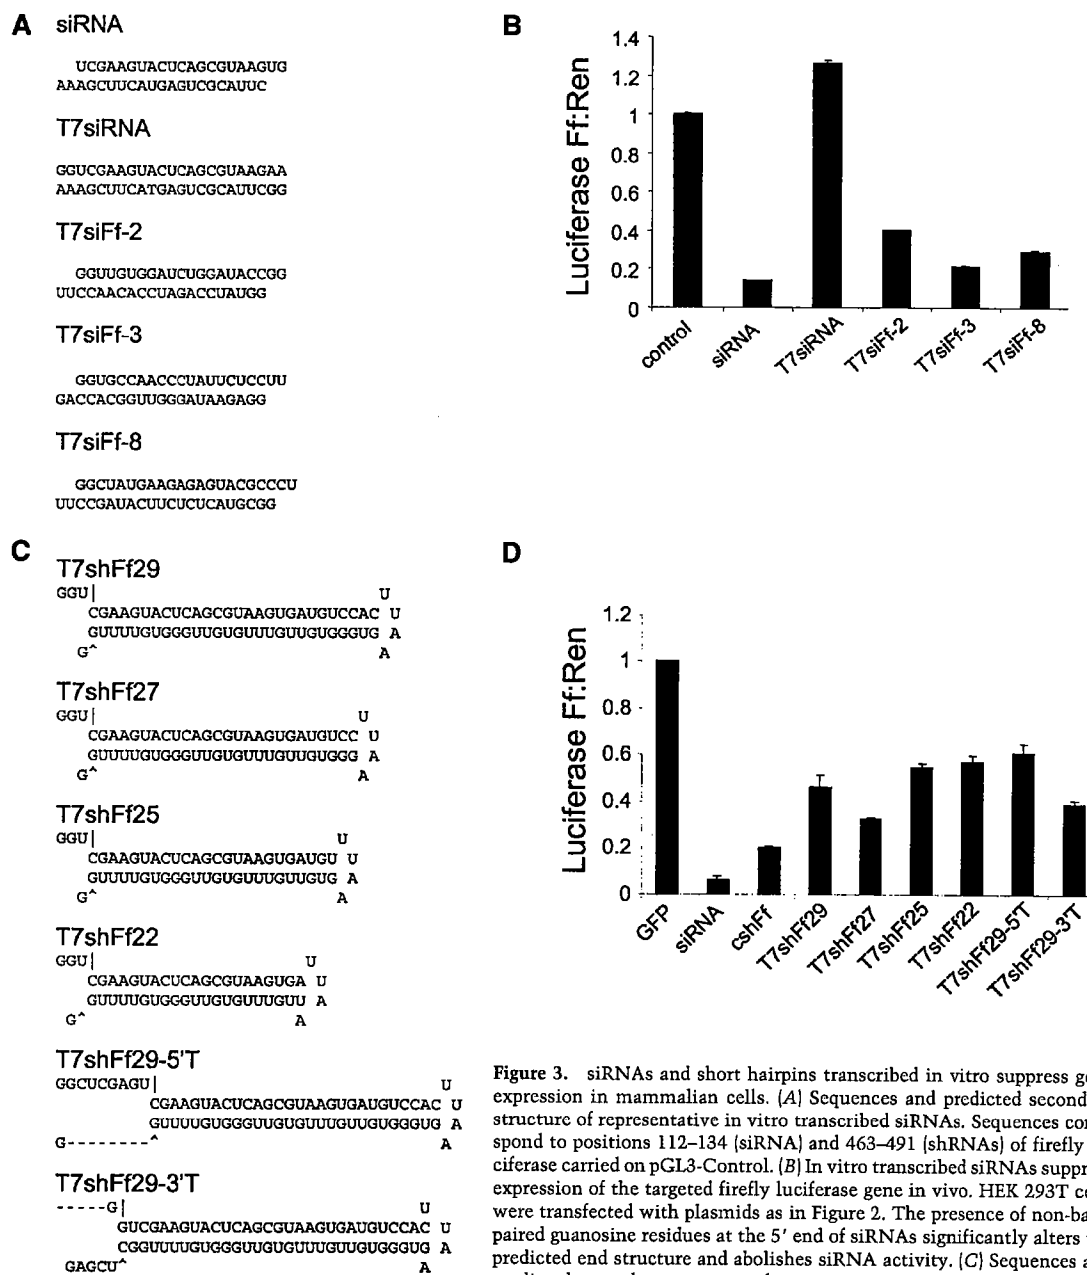 A siRNA
UCGAAGUACUCAGCGUAAGUG
AAAGCUUCAUGAGUCGCAUUC
T7siRNA
GGUCGAAGUACUCAGCGUAAGAA
AAAGCUUCATGAGUCGCAUUCGG
T7siFf-2
GGUUGUGGAUCUGGAUACCGG
UUCCAACACCUAGACCUAUGG
T7siFf-3
GGUGCCAACCCUAUUCUCCUU
GACCACGGUUGGGAUAAGAGG
T7siFf-8
GGCUAUGAAGAGAGUACGCCCU
UUCCGAUACUUCUCUCAUGCGG
B
Luciferase Ff:Ren
1.4
1.2
1
0.8
0.6
0.4
0.2
0
control
siRNA
T7siRNA
T7siFf-2
T7siFf-3
T7siFf-8
C
T7shFf29
GGU| U
CGAAGUACUCAGCGUAAGUGAUGUCCAC U
GUUUUGUGGGUUGUGUUUGUUGUGGGUG A
G^ A
T7shFf27
GGU| U
CGAAGUACUCAGCGUAAGUGAUGUCC U
GUUUUGUGGGUUGUGUUUGUUGUGGG A
G^ A
T7shFf25
GGU| U
CGAAGUACUCAGCGUAAGUGAUGU U
GUUUUGUGGGUUGUGUUUGUUGUG A
G^ A
T7shFf22
GGU| U
CGAAGUACUCAGCGUAAGUGA U
GUUUUGUGGGUUGUGUUUGUU A
G^ A
T7shFf29-5'T
GGCUCGAGU| U
CGAAGUACUCAGCGUAAGUGAUGUCCAC U
GUUUUGUGGGUUGUGUUUGUUGUGGGUG A
G--------^ A
T7shFf29-3'T
-----G| U
GUCGAAGUACUCAGCGUAAGUGAUGUCCAC U
CGGUUUUGUGGGUUGUGUUUGUUGUGGGUG A
GAGCU^ A
D
Luciferase Ff:Ren
1.2
1
0.8
0.6
0.4
0.2
0
GFP
siRNA
cshFf
T7shFf29
T7shFf27
T7shFf25
T7shFf22
T7shFf29-5'T
T7shFf29-3'T
Figure 3. siRNAs and short hairpins transcribed in vitro suppress ge
expression in mammalian cells. (A) Sequences and predicted second
structure of representative in vitro transcribed siRNAs. Sequences cor
spond to positions 112–134 (siRNA) and 463–491 (shRNAs) of firefly
ciferase carried on pGL3-Control. (B) In vitro transcribed siRNAs suppr
expression of the targeted firefly luciferase gene in vivo. HEK 293T ce
were transfected with plasmids as in Figure 2. The presence of non-ba
paired guanosine residues at the 5′ end of siRNAs significantly alters
predicted end structure and abolishes siRNA activity. (C) Sequences a